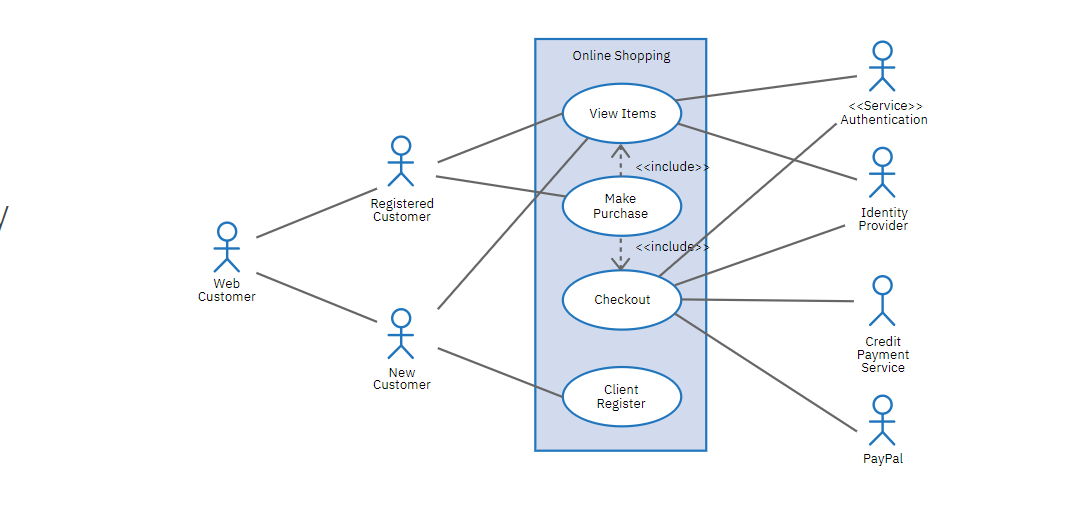 Online Shopping
View Items
<<include>>
Make
Purchase
<<include>>
Checkout
Client
Register
Web
Customer
Registered
Customer
New
Customer
<<Service>>
Authentication
Identity
Provider
Credit
Payment
Service
PayPal